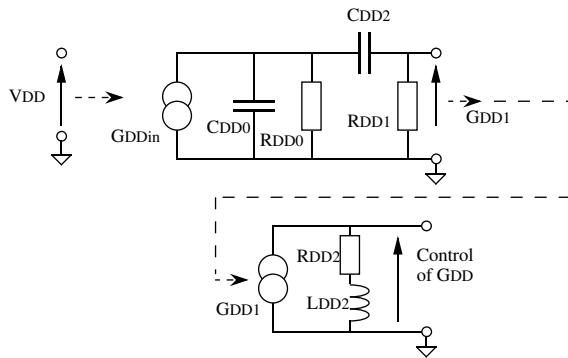 CDD2
VDD
GDDin
CDD0
RDD0
RDD1
GDD1
RDD2
LDD2
GDD1
Control
of GDD